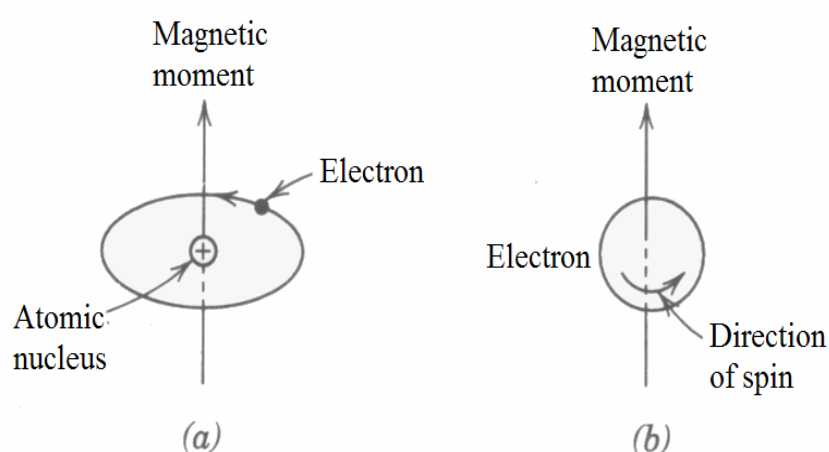 Magnetic
moment
Electron
Atomic
nucleus
+
(a)
Magnetic
moment
Electron
Direction
of spin
(b)